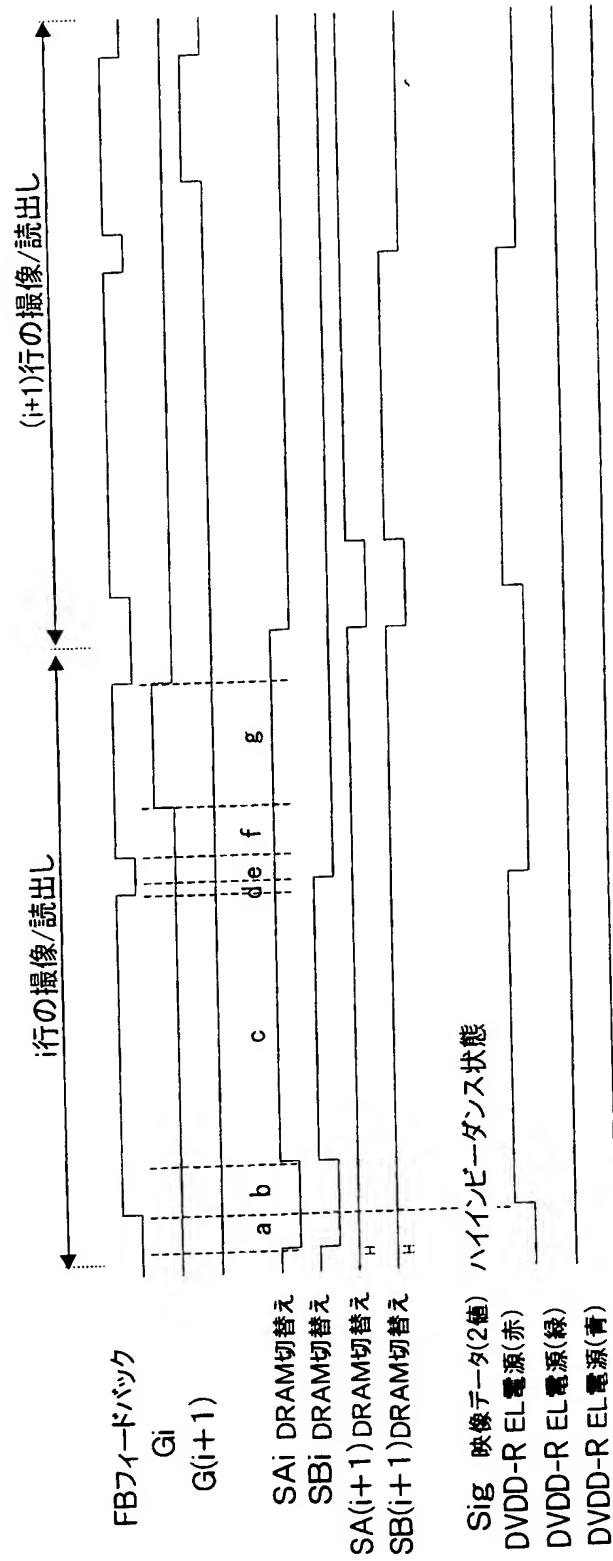 i行の撮像/読出し
(i+1)行の撮像/読出し
FBフィードバック
Gi
G(i+1)
a
b
c
d
e
f
g
SAi DRAM切替え
SBi DRAM切替え
SA(i+1) DRAM切替え
H
SB(i+1)DRAM切替え
H
Sig 映像データ(2値) ハイインピーダンス状態
DVDD-R EL電源(赤)
DVDD-R EL電源(緑)
DVDD-R EL電源(青)